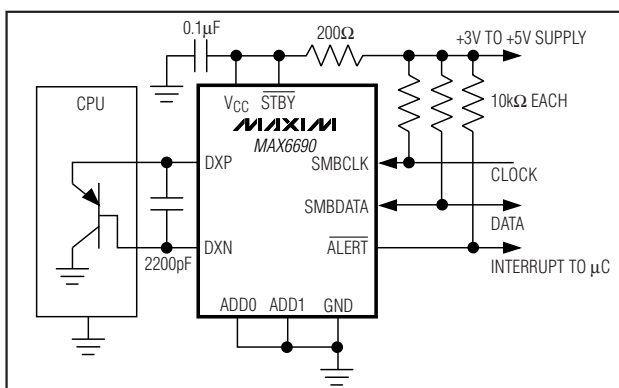 0.1µF
200Ω
+3V TO +5V SUPPLY
CPU
VCC
STBY
10kΩ EACH
MAXIM
MAX6690
DXP
SMBCLK
CLOCK
SMBDATA
DATA
DXN
2200pF
ALERT
INTERRUPT TO µC
ADD0 ADD1 GND